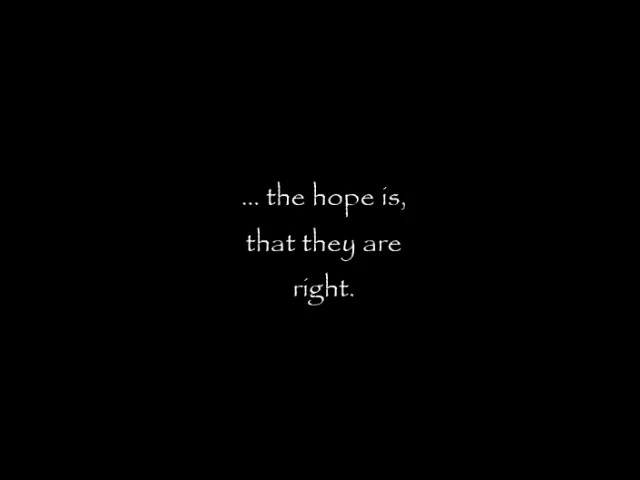 ... the hope is,
that they are
right.